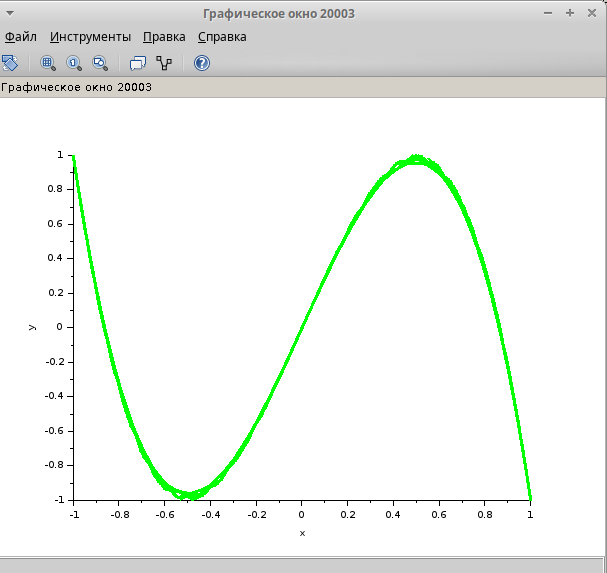 Графическое окно 20003
Файл Инструменты Правка Справка
Графическое окно 20003
1
0.8
0.6
0.4
0.2
0
-0.2
-0.4
-0.6
-0.8
-1
y
-1 -0.8 -0.6 -0.4 -0.2 0 0.2 0.4 0.6 0.8 1
x